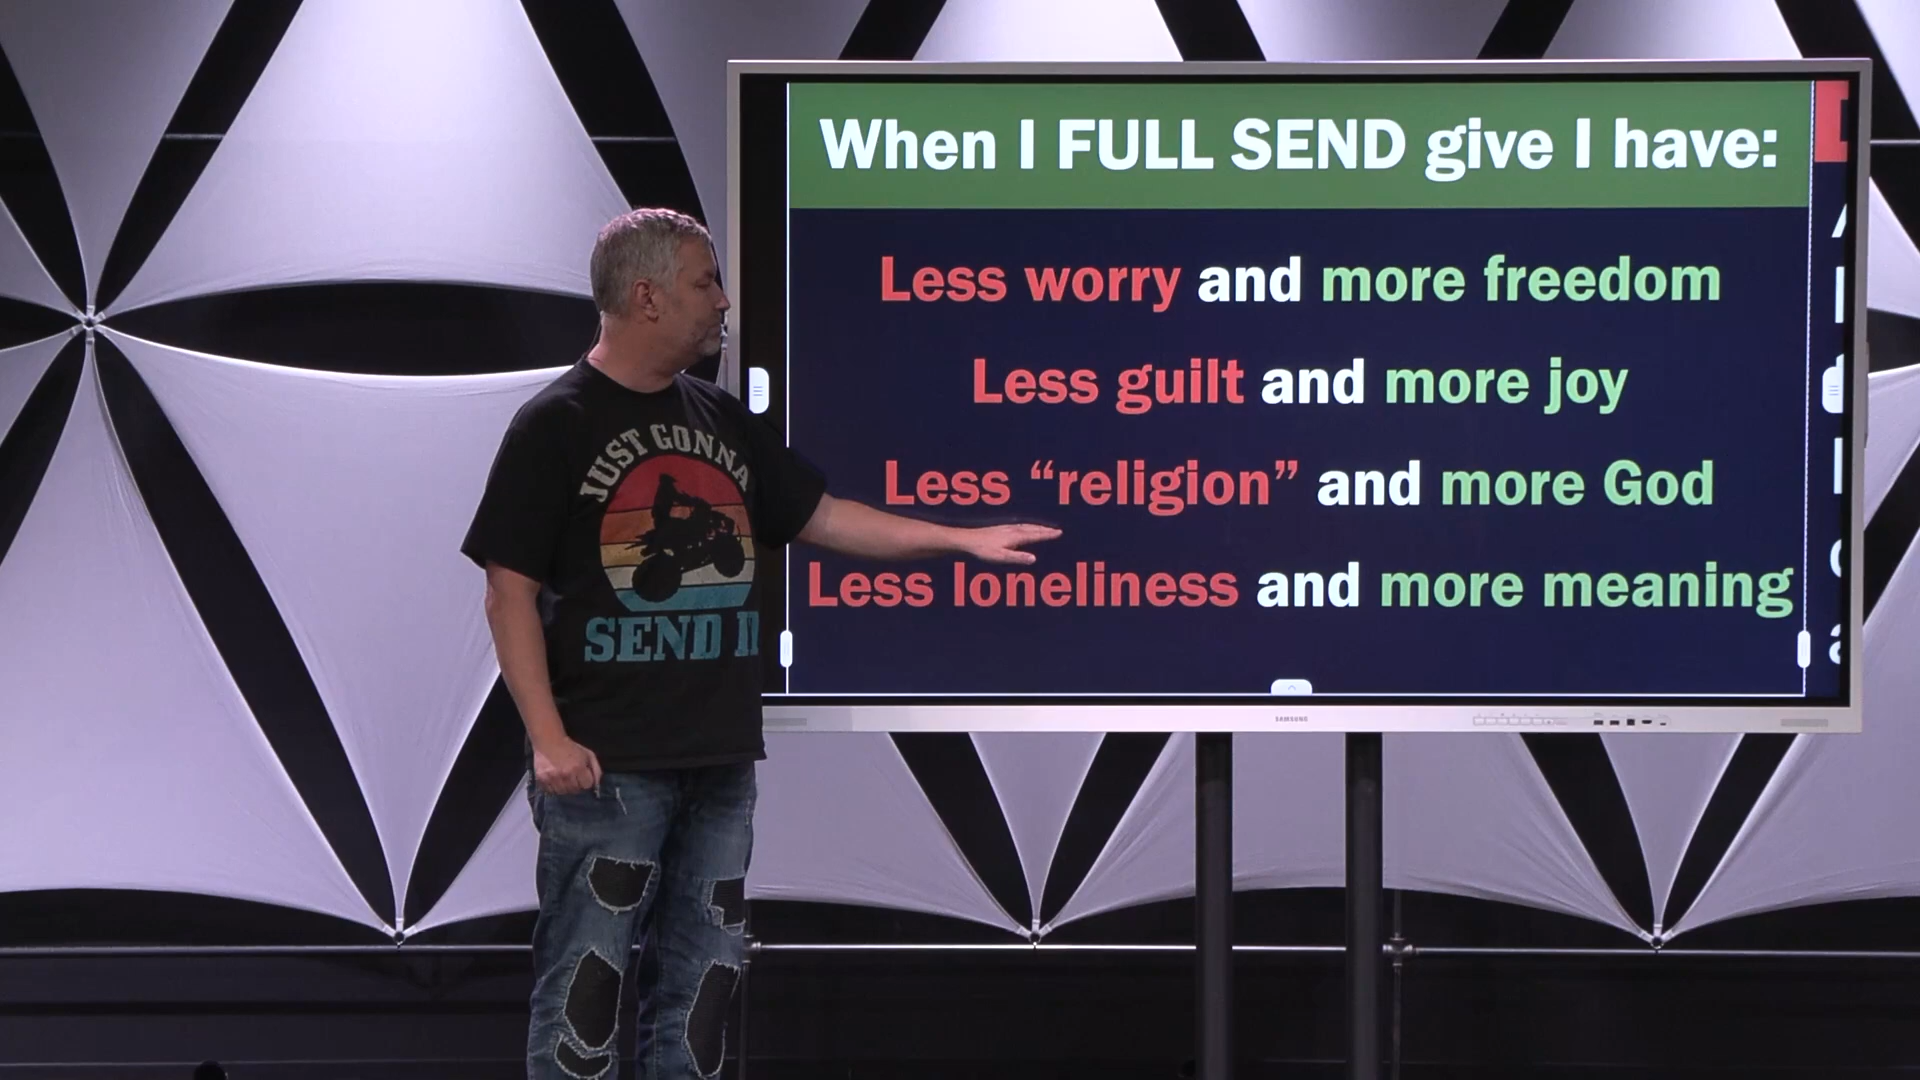 When I FULL SEND give I have:
Less worry and more freedom
Less guilt and more joy
Less “religion” and more God
Less loneliness and more meaning
JUST GONNA
SEND IT
SAMSUNG